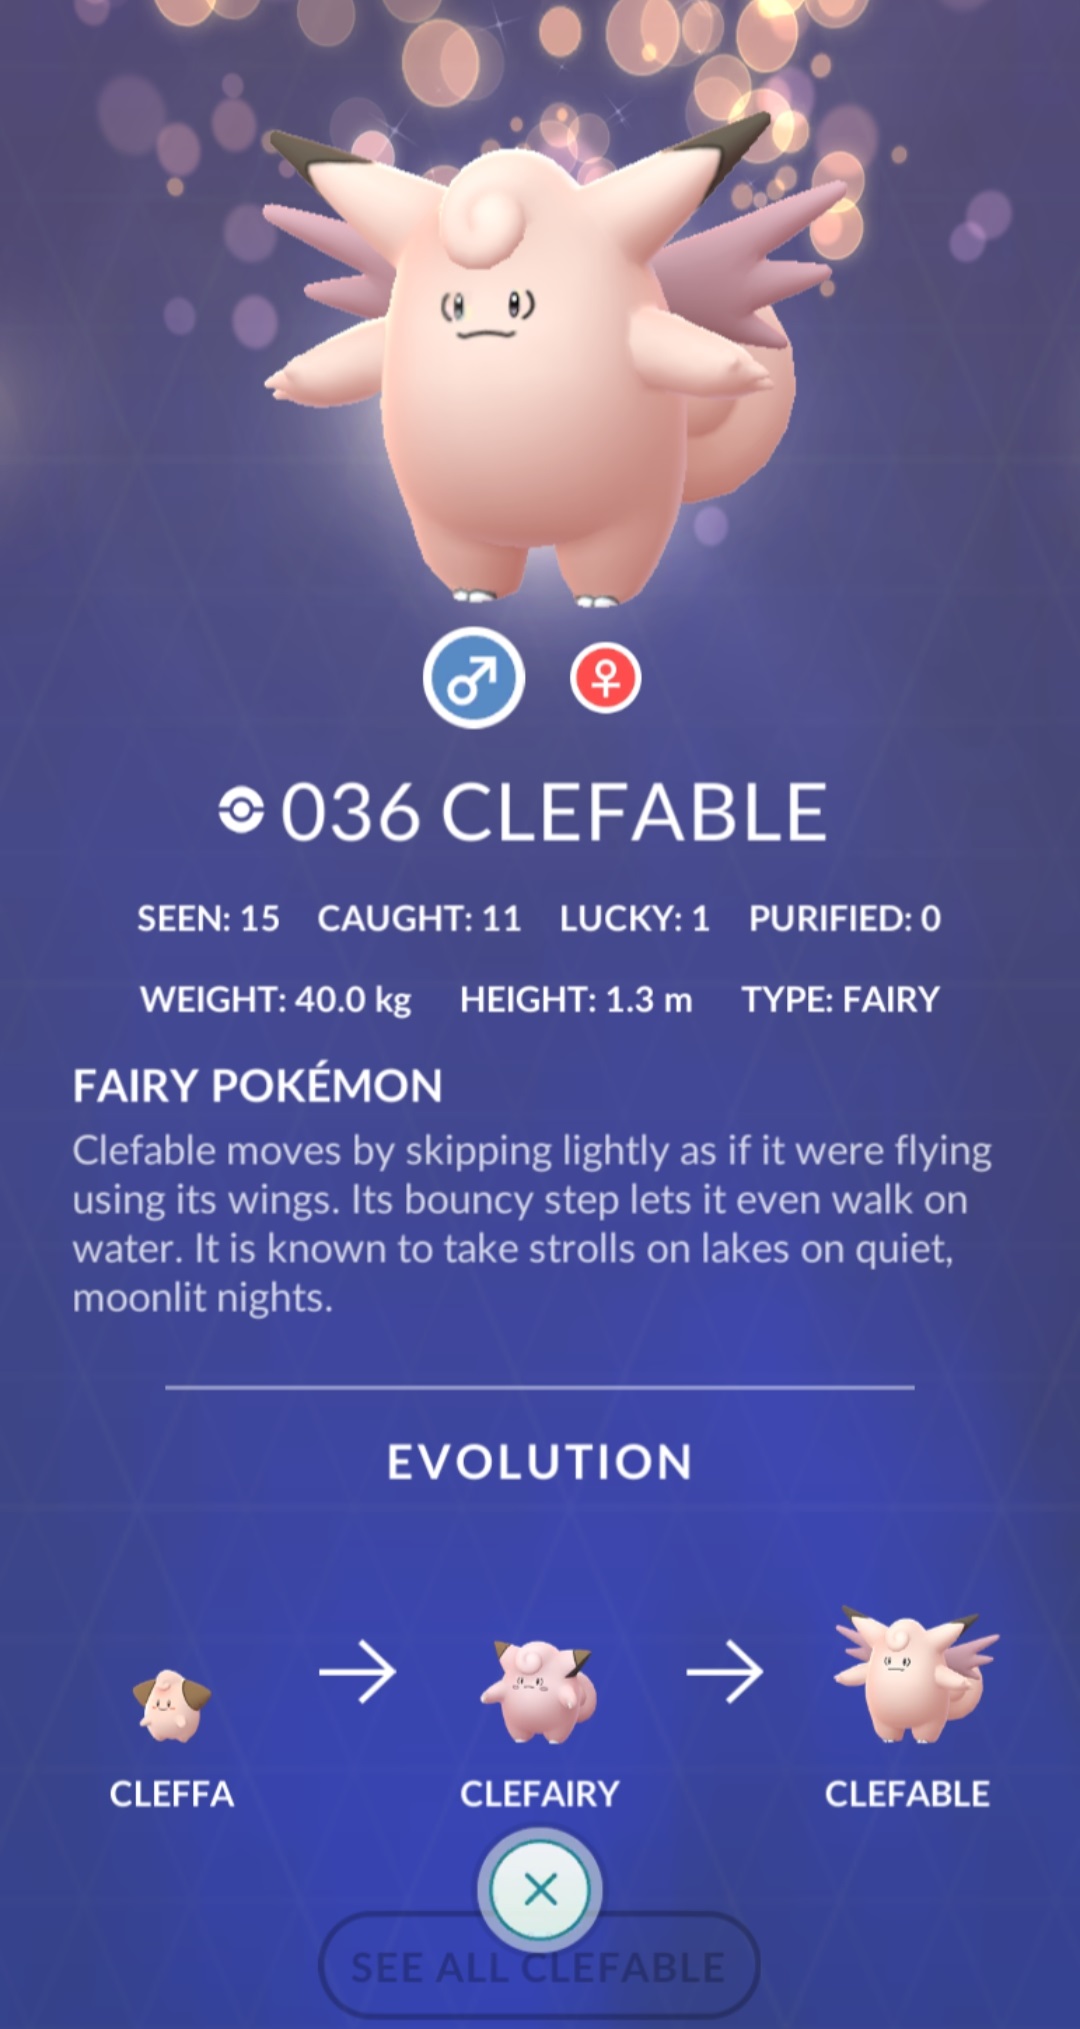 036 CLEFABLE
SEEN: 15 CAUGHT: 11 LUCKY: 1 PURIFIED: 0
WEIGHT: 40.0 kg HEIGHT: 1.3 m TYPE: FAIRY
FAIRY POKÉMON
Clefable moves by skipping lightly as if it were flying
using its wings. Its bouncy step lets it even walk on
water. It is known to take strolls on lakes on quiet,
moonlit nights.
EVOLUTION
CLEFFA CLEFAIRY CLEFABLE
SEE ALL CLEFABLE